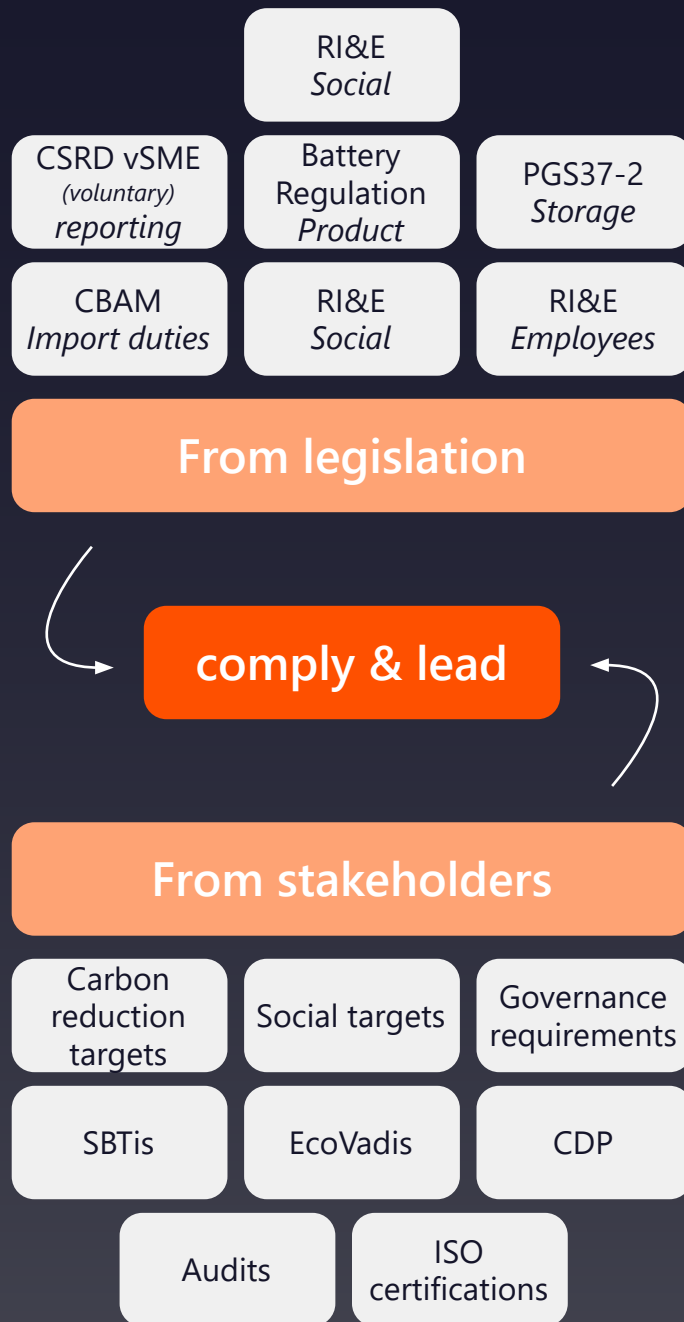 RI&E
Social
CSRD vSME
(voluntary)
reporting
Battery
Regulation
Product
PGS37-2
Storage
CBAM
Import duties
RI&E
Social
RI&E
Employees
From legislation
comply & lead
From stakeholders
Carbon
reduction
targets
Social targets
Governance
requirements
SBTis
EcoVadis
CDP
Audits
ISO
certifications